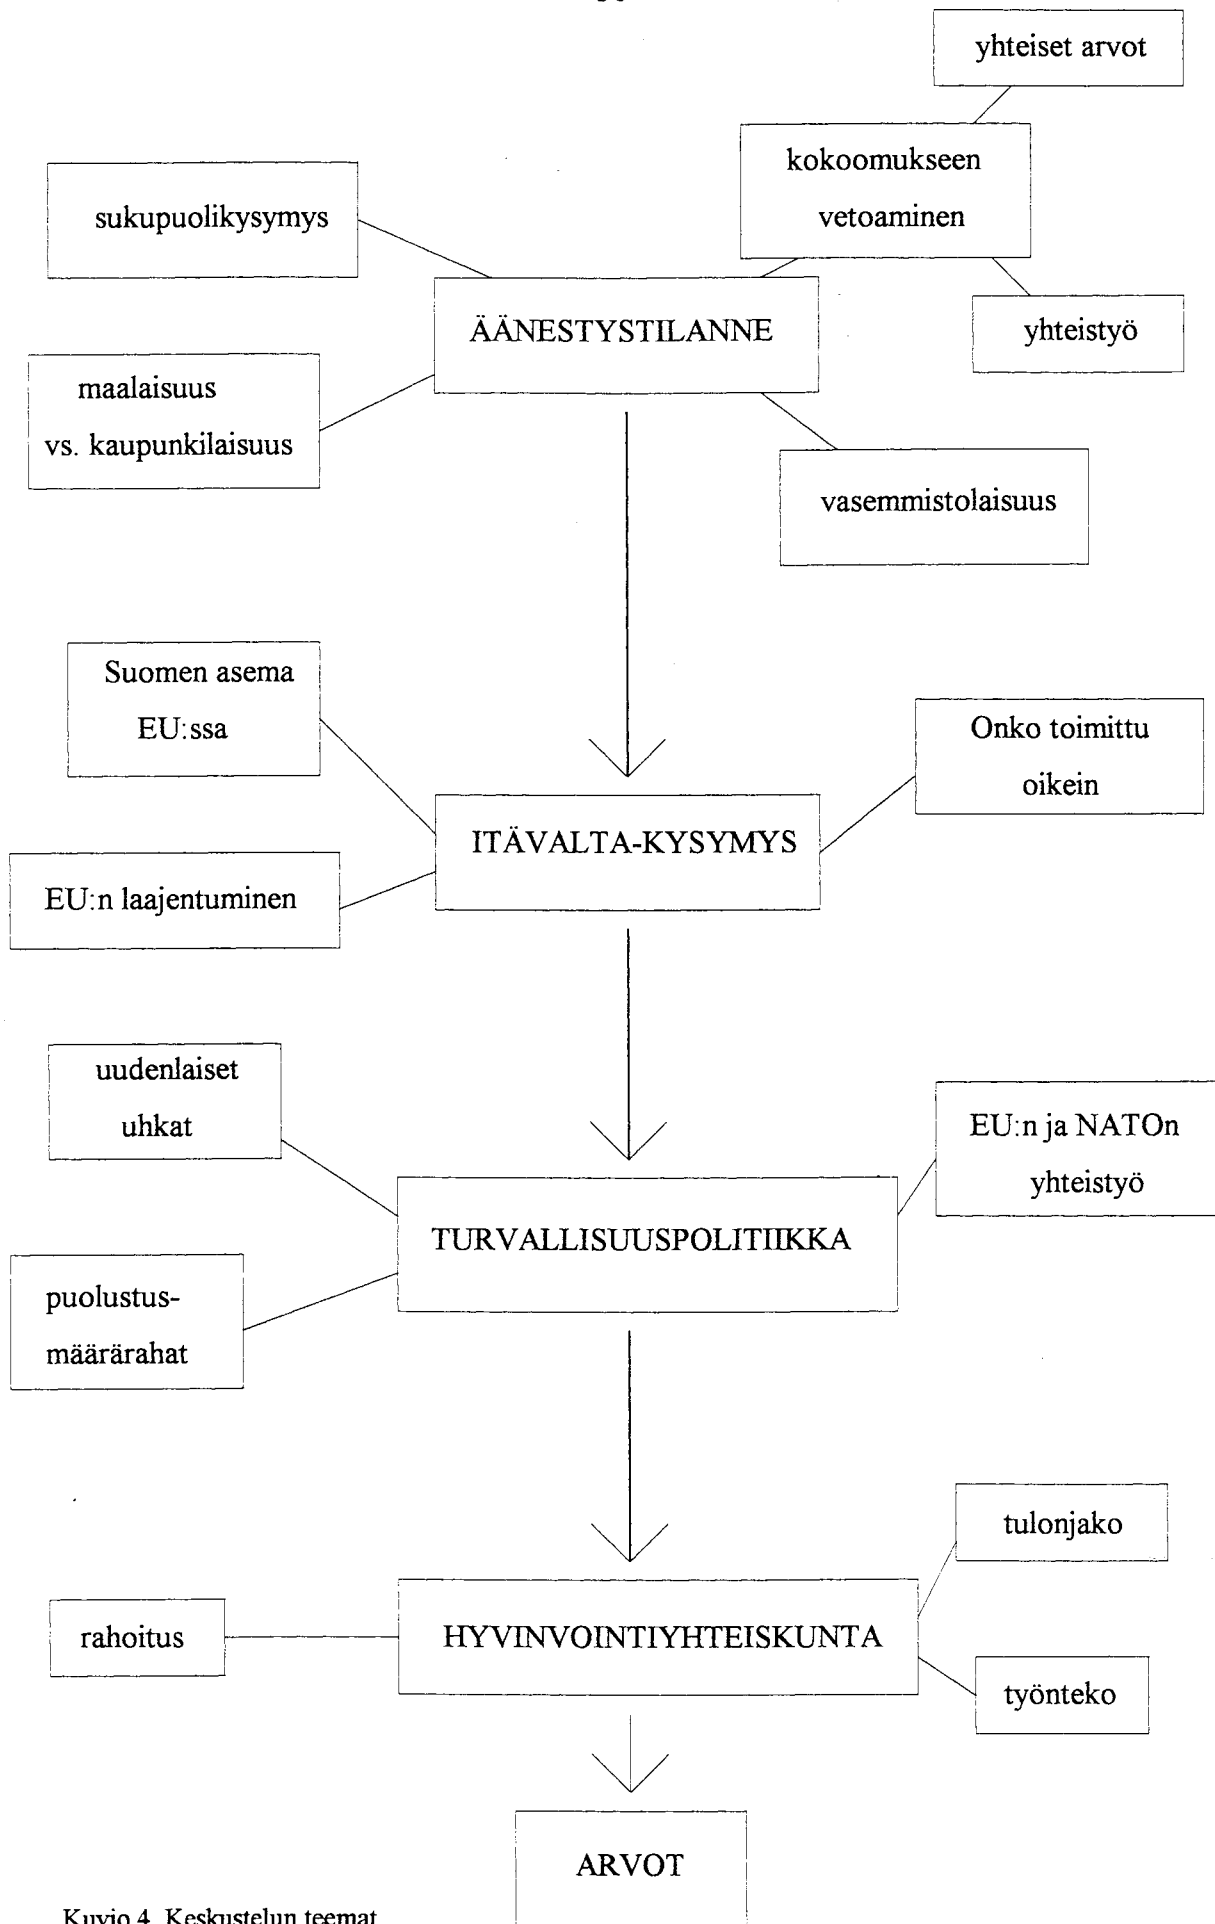 yhteiset arvot
kokoomukseen
vetoaminen
sukupuolikysymys
ÄÄNESTYSTILANNE
yhteistyö
maalaisuus
vs. kaupunkilaisuus
vasemmistolaisuus
Suomen asema
EU:ssa
Onko toimittu
oikein
ITÄVALTA-KYSYMYS
EU:n laajentuminen
uudenlaiset
uhkat
EU:n ja NATOn
yhteistyö
TURVALLISUUSPOLITIIKKA
puolustus-
määrärahat
tulonjako
rahoitus
HYVINVOINTIYHTEISKUNTA
työnteko
ARVOT
Kuvio 4. Keskustelun teemat